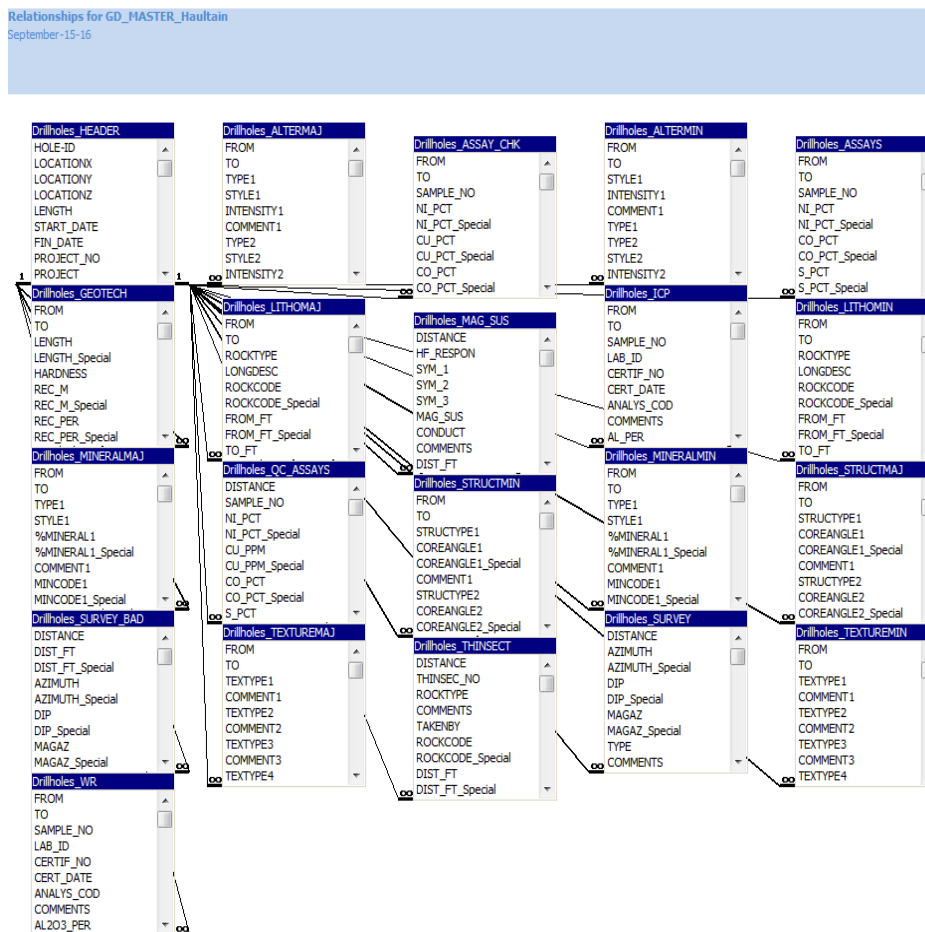 Relationships for GD_MASTER_Haultain
September-15-16
Drillholes_HEADER
HOLE-ID
LOCATIONX
LOCATIONY
LOCATIONZ
LENGTH
START_DATE
FIN_DATE
PROJECT_NO
PROJECT
1
1
Drillholes_ALTERMAJ
FROM
TO
TYPE1
STYLE1
INTENSITY1
COMMENT1
TYPE2
STYLE2
INTENSITY2
∞
Drillholes_ASSAY_CHK
FROM
TO
SAMPLE_NO
NI_PCT
NI_PCT_Special
CU_PCT
CU_PCT_Special
CO_PCT
CO_PCT_Special
∞
Drillholes_ALTERMIN
FROM
TO
STYLE1
INTENSITY1
COMMENT1
TYPE1
TYPE2
STYLE2
INTENSITY2
∞
Drillholes_ASSAYS
FROM
TO
SAMPLE_NO
NI_PCT
NI_PCT_Special
CO_PCT
CO_PCT_Special
S_PCT
S_PCT_Special
∞
Drillholes_GEOTECH
FROM
TO
LENGTH
LENGTH_Special
HARDNESS
REC_M
REC_M_Special
REC_PER
REC_PER_Special
∞
Drillholes_LITHOMAJ
FROM
TO
ROCKTYPE
LONGDESC
ROCKCODE
ROCKCODE_Special
FROM_FT
FROM_FT_Special
TO_FT
∞
Drillholes_MAG_SUS
DISTANCE
HF_RESPON
SYM_1
SYM_2
SYM_3
MAG_SUS
CONDUCT
COMMENTS
DIST_FT
∞
Drillholes_ICP
FROM
TO
SAMPLE_NO
LAB_ID
CERTIF_NO
CERT_DATE
ANALYS_COD
COMMENTS
AL_PER
∞
Drillholes_LITHOMIN
FROM
TO
ROCKTYPE
LONGDESC
ROCKCODE
ROCKCODE_Special
FROM_FT
FROM_FT_Special
TO_FT
∞
Drillholes_MINERALMAJ
FROM
TO
TYPE1
STYLE1
%MINERAL1
%MINERAL1_Special
COMMENT1
MINCODE1
MINCODE1_Special
∞
Drillholes_QC_ASSAYS
DISTANCE
SAMPLE_NO
NI_PCT
NI_PCT_Special
CU_PPM
CU_PPM_Special
CO_PCT
CO_PCT_Special
S_PCT
∞
Drillholes_STRUCTMIN
FROM
TO
STRUCTYPE1
COREANGLE1
COREANGLE1_Special
COMMENT1
STRUCTYPE2
COREANGLE2
COREANGLE2_Special
∞
Drillholes_MINERALMIN
FROM
TO
TYPE1
STYLE1
%MINERAL1
%MINERAL1_Special
COMMENT1
MINCODE1
MINCODE1_Special
∞
Drillholes_STRUCTMAJ
FROM
TO
STRUCTYPE1
COREANGLE1
COREANGLE1_Special
COMMENT1
STRUCTYPE2
COREANGLE2
COREANGLE2_Special
∞
Drillholes_SURVEY_BAD
DISTANCE
DIST_FT
DIST_FT_Special
AZIMUTH
AZIMUTH_Special
DIP
DIP_Special
MAGAZ
MAGAZ_Special
∞
Drillholes_TEXTUREMAJ
FROM
TO
TEXTYPE1
COMMENT1
TEXTYPE2
COMMENT2
TEXTYPE3
COMMENT3
TEXTYPE4
∞
Drillholes_THINSECT
DISTANCE
THINSEC_NO
ROCKTYPE
COMMENTS
TAKENBY
ROCKCODE
ROCKCODE_Special
DIST_FT
DIST_FT_Special
∞
Drillholes_SURVEY
DISTANCE
AZIMUTH
AZIMUTH_Special
DIP
DIP_Special
MAGAZ
MAGAZ_Special
TYPE
COMMENTS
∞
Drillholes_TEXTUREMIN
FROM
TO
TEXTYPE1
COMMENT1
TEXTYPE2
COMMENT2
TEXTYPE3
COMMENT3
TEXTYPE4
∞
Drillholes_WR
FROM
TO
SAMPLE_NO
LAB_ID
CERTIF_NO
CERT_DATE
ANALYS_COD
COMMENTS
AL2O3_PER
∞